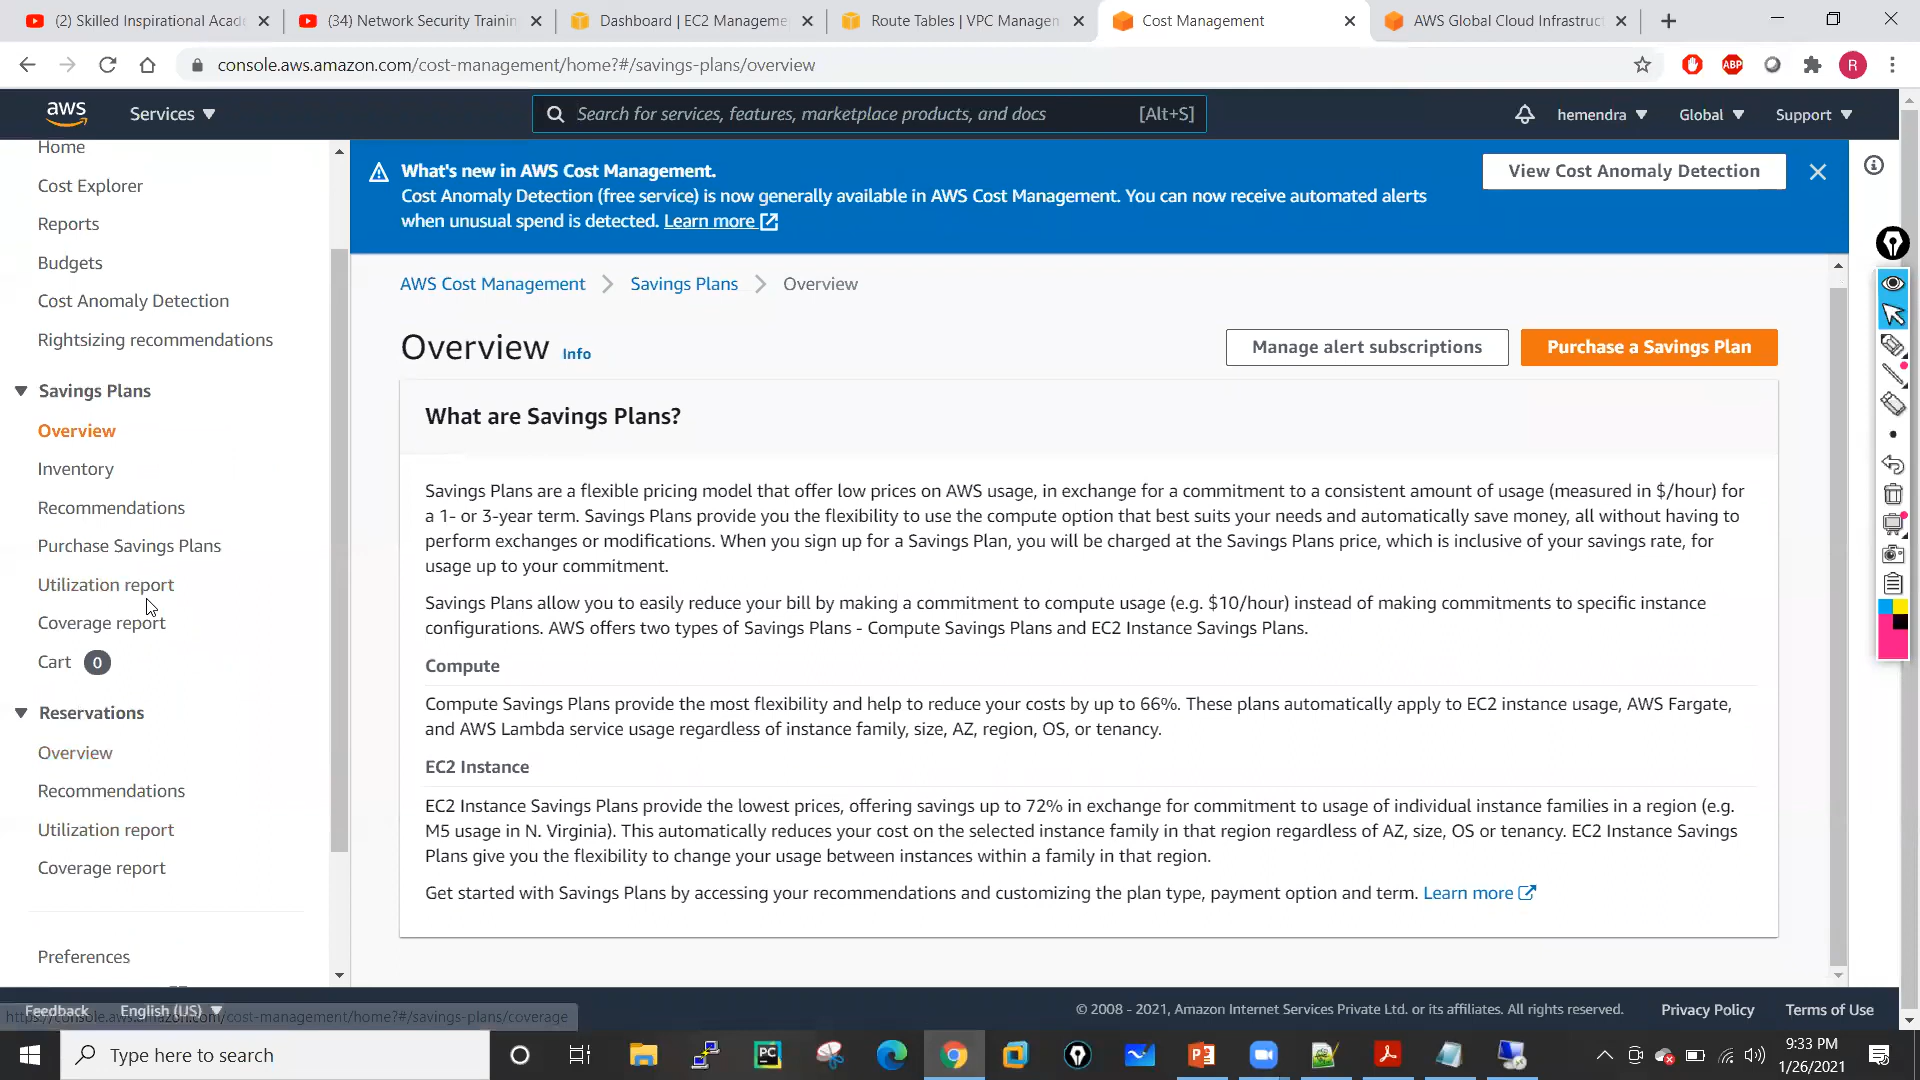 (2) Skilled Inspirational Acad
(34) Network Security Trainin
Dashboard | EC2 Manageme
Route Tables | VPC Managem
Cost Management
AWS Global Cloud Infrastruct
console.aws.amazon.com/cost-management/home?#/savings-plans/overview
ABP
R
aws
Services
Search for services, features, marketplace products, and docs
[Alt+S]
hemendra
Global
Support
Home
Cost Explorer
Reports
Budgets
Cost Anomaly Detection
Rightsizing recommendations
Savings Plans
Overview
Inventory
Recommendations
Purchase Savings Plans
Utilization report
Coverage report
Cart 0
Reservations
Overview
Recommendations
Utilization report
Coverage report
Preferences
What's new in AWS Cost Management.
Cost Anomaly Detection (free service) is now generally available in AWS Cost Management. You can now receive automated alerts
when unusual spend is detected. Learn more
View Cost Anomaly Detection
AWS Cost Management
Savings Plans
Overview
Overview Info
Manage alert subscriptions
Purchase a Savings Plan
What are Savings Plans?
Savings Plans are a flexible pricing model that offer low prices on AWS usage, in exchange for a commitment to a consistent amount of usage (measured in $/hour) for
a 1- or 3-year term. Savings Plans provide you the flexibility to use the compute option that best suits your needs and automatically save money, all without having to
perform exchanges or modifications. When you sign up for a Savings Plan, you will be charged at the Savings Plans price, which is inclusive of your savings rate, for
usage up to your commitment.
Savings Plans allow you to easily reduce your bill by making a commitment to compute usage (e.g. $10/hour) instead of making commitments to specific instance
configurations. AWS offers two types of Savings Plans - Compute Savings Plans and EC2 Instance Savings Plans.
Compute
Compute Savings Plans provide the most flexibility and help to reduce your costs by up to 66%. These plans automatically apply to EC2 instance usage, AWS Fargate,
and AWS Lambda service usage regardless of instance family, size, AZ, region, OS, or tenancy.
EC2 Instance
EC2 Instance Savings Plans provide the lowest prices, offering savings up to 72% in exchange for commitment to usage of individual instance families in a region (e.g.
M5 usage in N. Virginia). This automatically reduces your cost on the selected instance family in that region regardless of AZ, size, OS or tenancy. EC2 Instance Savings
Plans give you the flexibility to change your usage between instances within a family in that region.
Get started with Savings Plans by accessing your recommendations and customizing the plan type, payment option and term. Learn more
Feedback
English (US)
https://console.aws.amazon.com/cost-management/home?#/savings-plans/coverage
© 2008 - 2021, Amazon Internet Services Private Ltd. or its affiliates. All rights reserved.
Privacy Policy
Terms of Use
Type here to search
PC
9:33 PM
1/26/2021